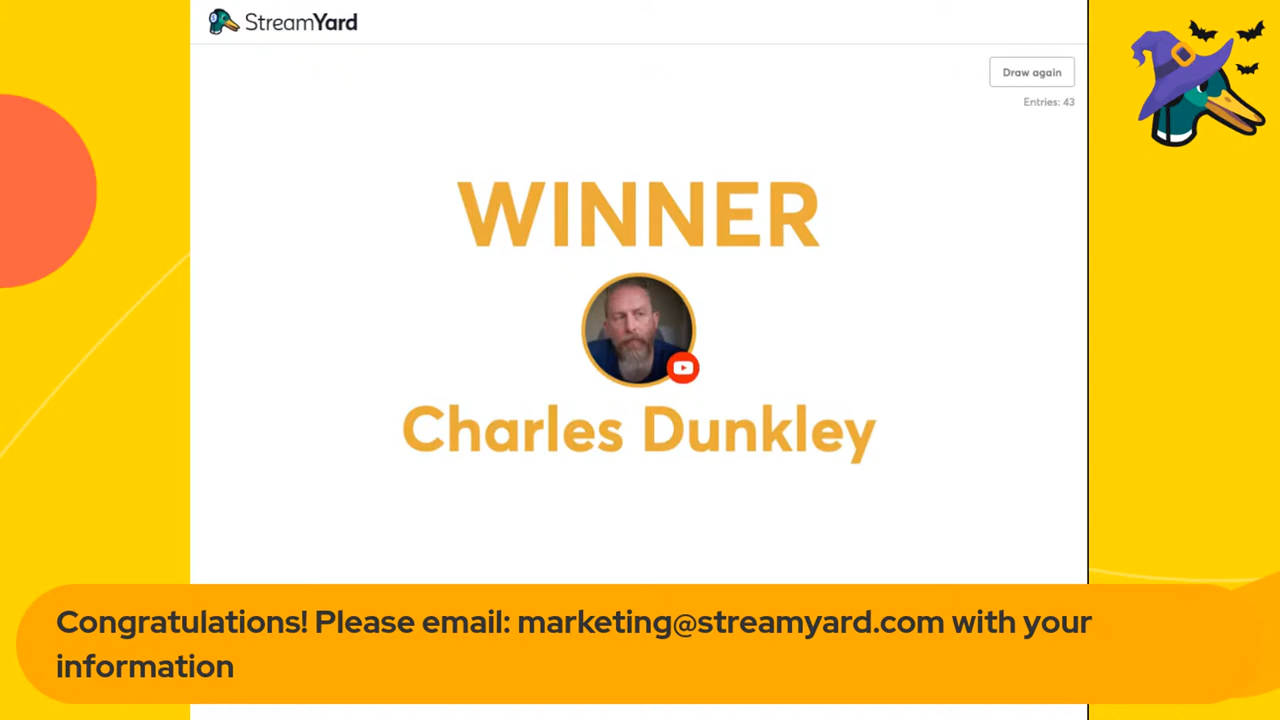 StreamYard
Draw again
Entries: 43
WINNER
Charles Dunkley
Congratulations! Please email: marketing@streamyard.com with your
information